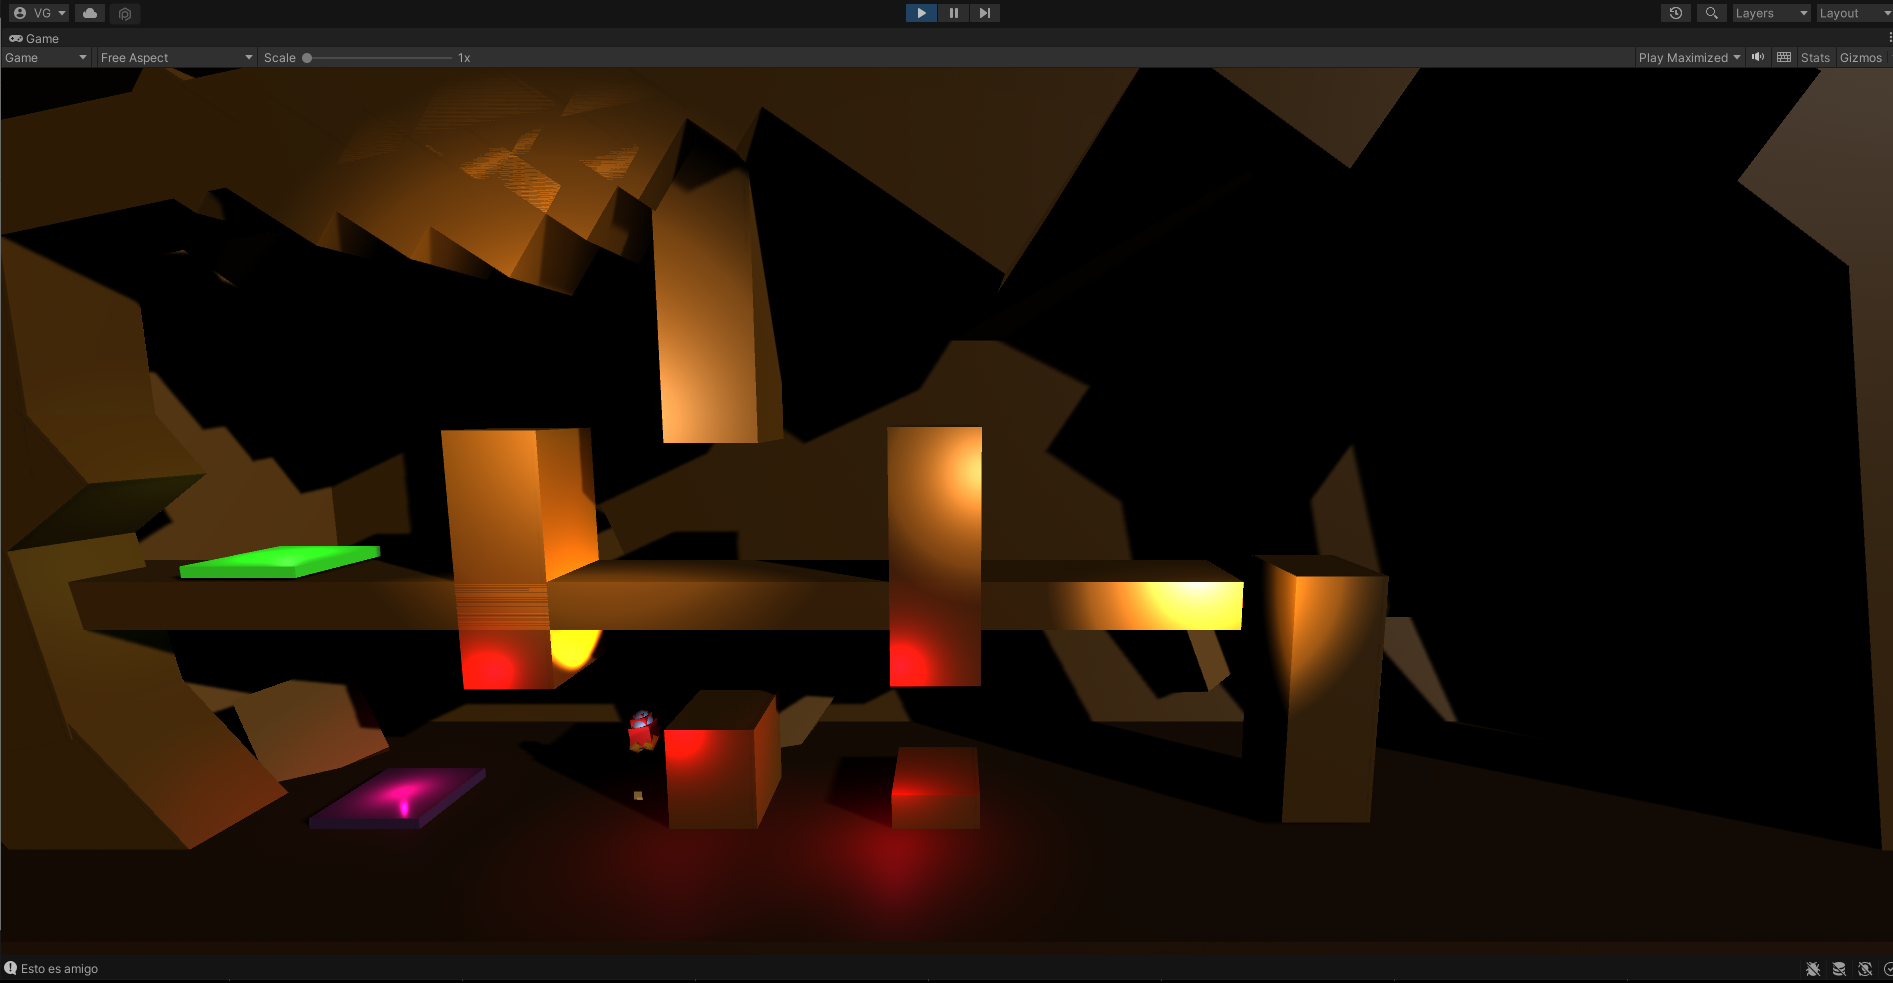 VG
Layers
Layout
Game
Game
Free Aspect
Scale
1x
Play Maximized
Stats
Gizmos
Esto es amigo